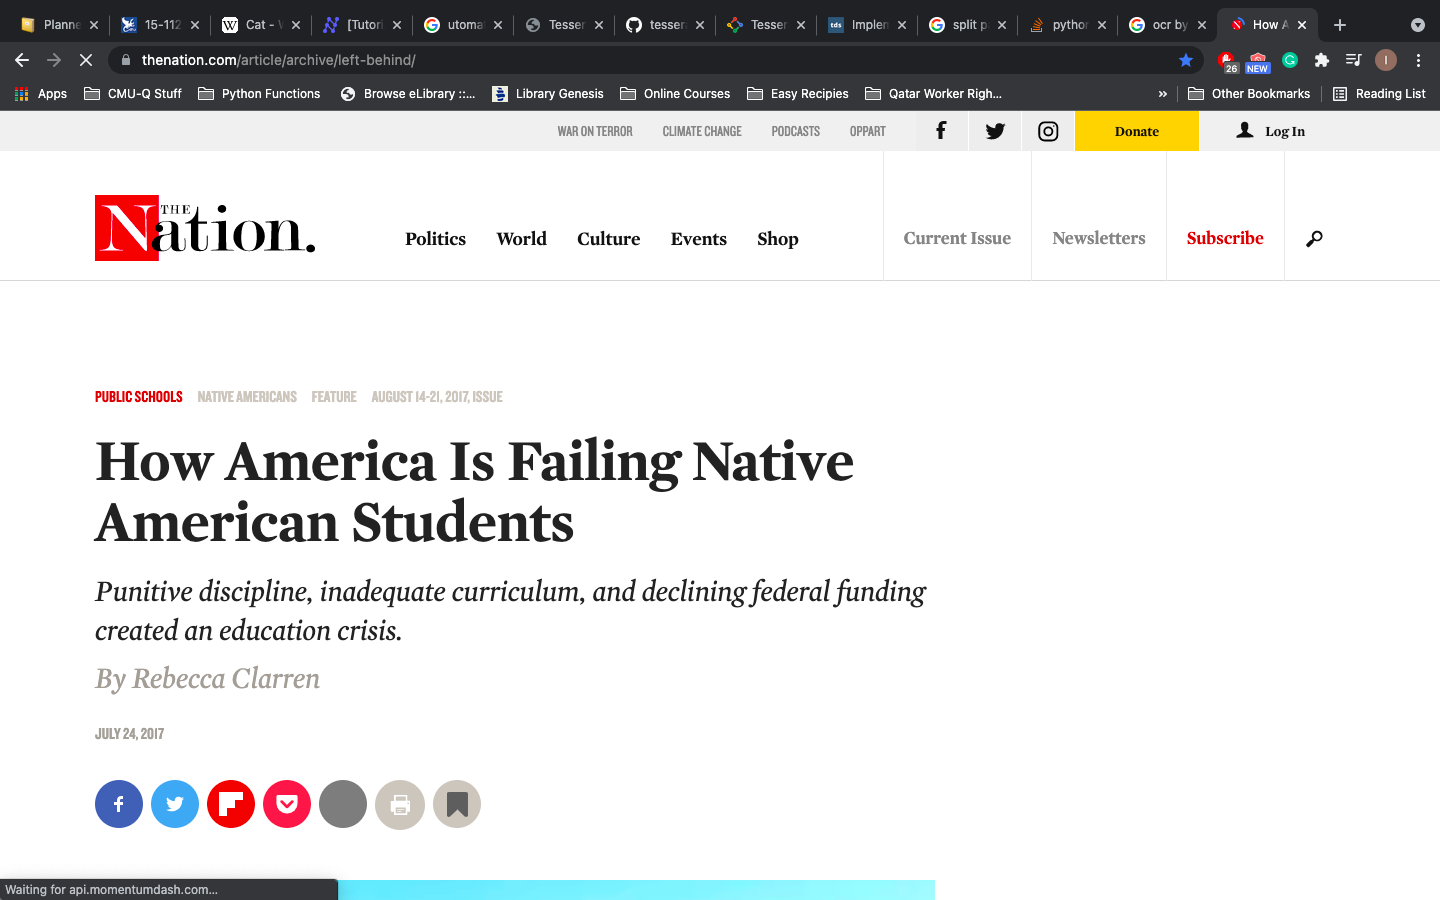 Planne
15-112
Cat - W
[Tutori
utomat
Tesser
tessera
Tesser
Implem
split p
python
ocr by
How A
thenation.com/article/archive/left-behind/
26
NEW
I
Apps
CMU-Q Stuff
Python Functions
Browse eLibrary ::...
Library Genesis
Online Courses
Easy Recipies
Qatar Worker Righ...
»
Other Bookmarks
Reading List
WAR ON TERROR
CLIMATE CHANGE
PODCASTS
OPPART
Donate
Log In
THE Nation.
Politics
World
Culture
Events
Shop
Current Issue
Newsletters
Subscribe
PUBLIC SCHOOLS
NATIVE AMERICANS
FEATURE
AUGUST 14-21, 2017, ISSUE
How America Is Failing Native
American Students
Punitive discipline, inadequate curriculum, and declining federal funding
created an education crisis.
By Rebecca Clarren
JULY 24, 2017
Waiting for api.momentumdash.com...